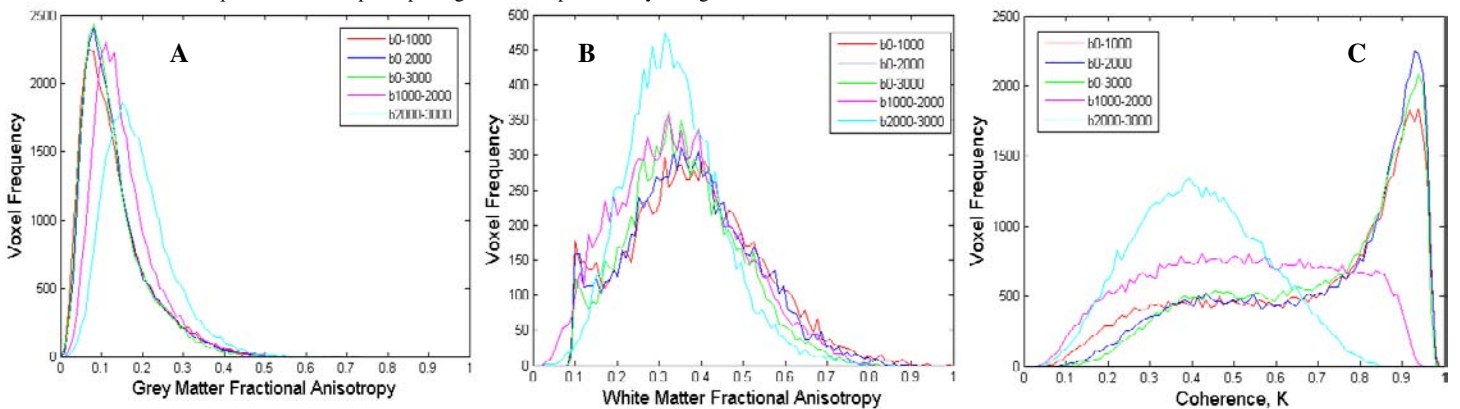 A
b0-1000
b0-2000
b0-3000
b1000-2000
b2000-3000
2500
2000
1500
1000
500
0
Voxel Frequency
0 0.1 0.2 0.3 0.4 0.5 0.6 0.7 0.8 0.9 1
Grey Matter Fractional Anisotropy
B
b0-1000
b0-2000
b0-3000
b1000-2000
b2000-3000
500
450
400
350
300
250
200
150
100
50
0
Voxel Frequency
0 0.1 0.2 0.3 0.4 0.5 0.6 0.7 0.8 0.9 1
White Matter Fractional Anisotropy
C
b0-1000
b0-2000
b0-3000
b1000-2000
b2000-3000
2500
2000
1500
1000
500
0
Voxel Frequency
0 0.1 0.2 0.3 0.4 0.5 0.6 0.7 0.8 0.9 1
Coherence, K